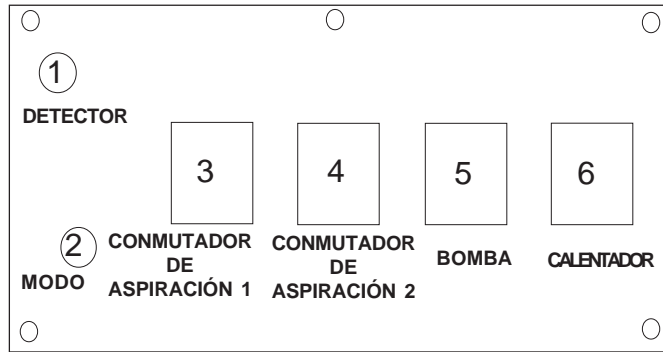 1
DETECTOR
3
4
5
6
2
MODO
CONMUTADOR
DE
ASPIRACIÓN 1
CONMUTADOR
DE
ASPIRACIÓN 2
BOMBA
CALENTADOR